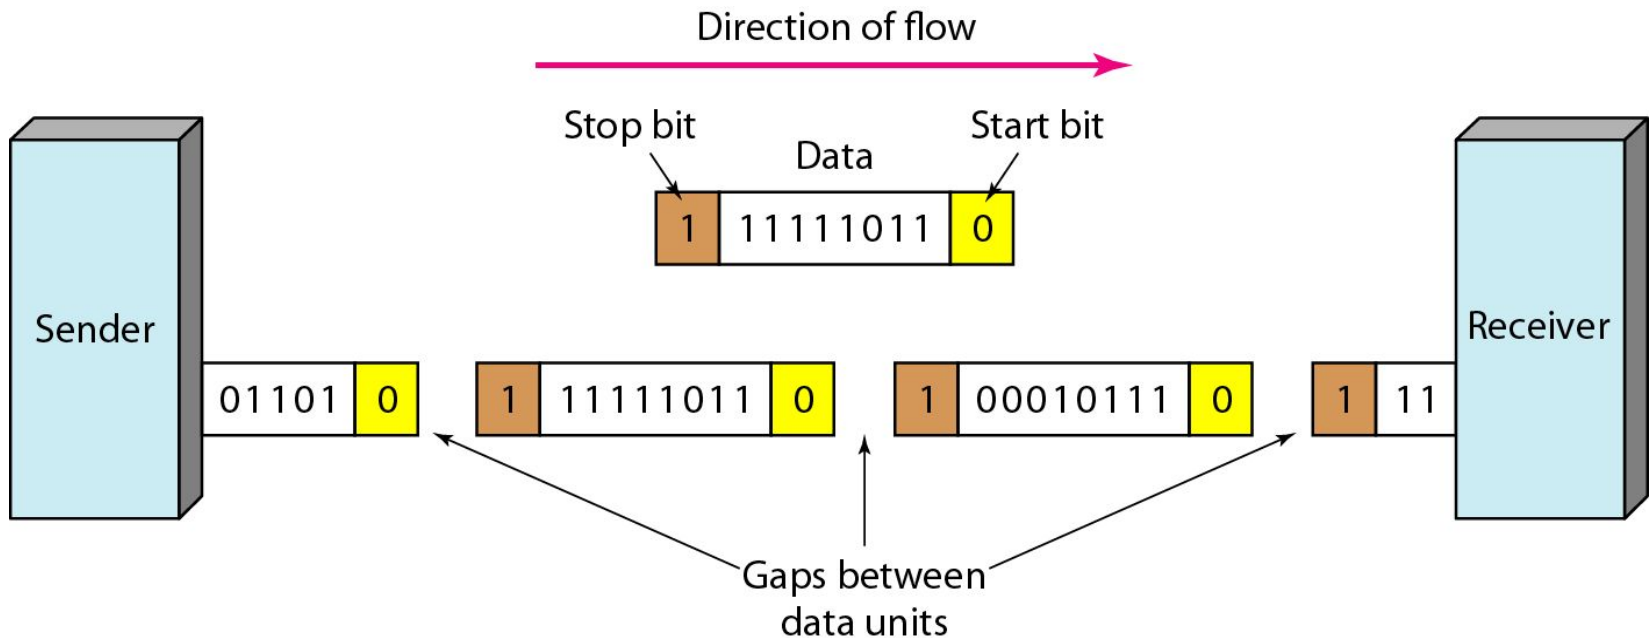 Direction of flow
Stop bit
Start bit
Data
1 11111011 0
Sender
Receiver
01101 0 1 11111011 0 1 00010111 0 1 11
Gaps between
data units